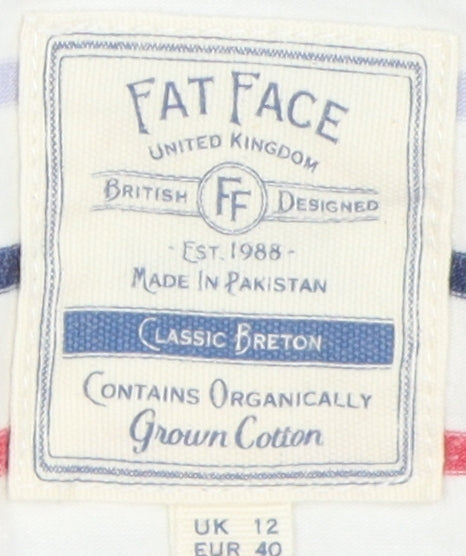 FAT FACE
UNITED KINGDOM
BRITISH FF DESIGNED
- EST. 1988 -
MADE IN PAKISTAN
CLASSIC BRETON
CONTAINS ORGANICALLY
Grown Cotton
UK 12
EUR 40